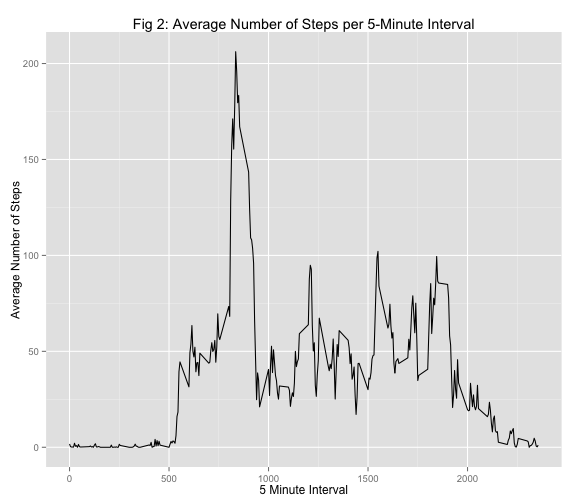 Fig 2: Average Number of Steps per 5-Minute Interval
200
150
100
50
0
Average Number of Steps
0 500 1000 1500 2000
5 Minute Interval